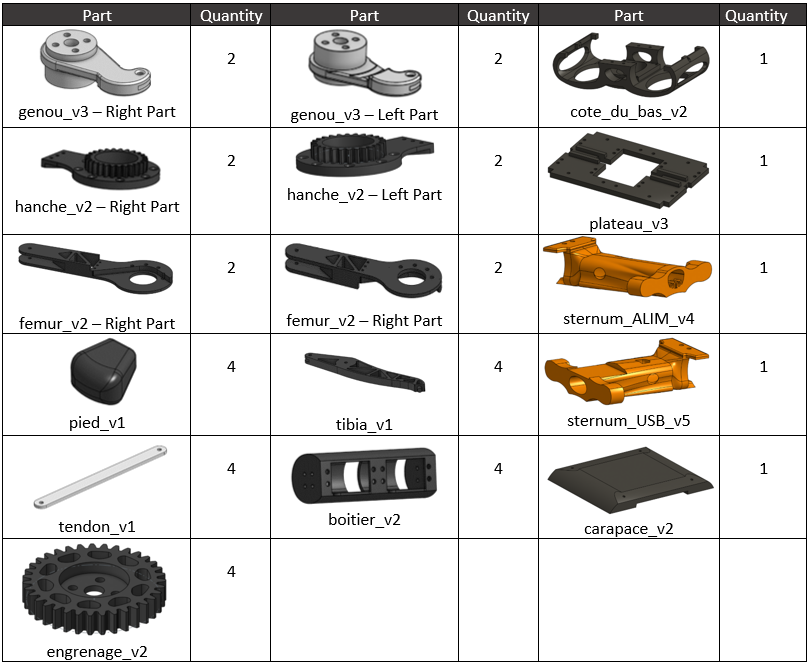 Part Quantity Part Quantity Part Quantity
genou_v3 – Right Part 2 genou_v3 – Left Part 2 cote_du_bas_v2 1
hanche_v2 – Right Part 2 hanche_v2 – Left Part 2 plateau_v3 1
femur_v2 – Right Part 2 femur_v2 – Right Part 2 sternum_ALIM_v4 1
pied_v1 4 tibia_v1 4 sternum_USB_v5 1
tendon_v1 4 boitier_v2 4 carapace_v2 1
engrenage_v2 4